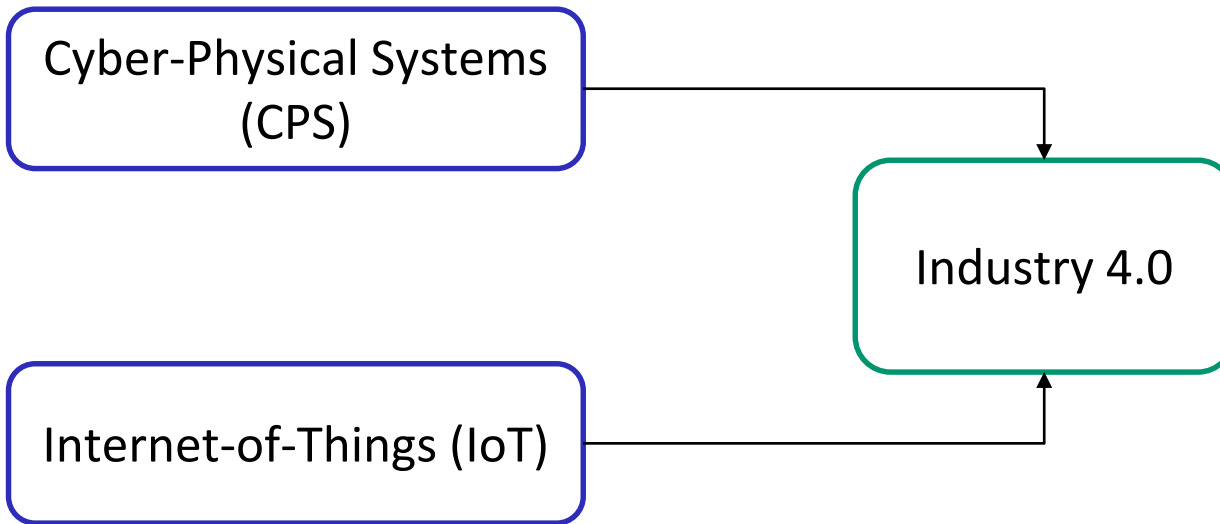 Cyber-Physical Systems
(CPS)
Industry 4.0
Internet-of-Things (IoT)